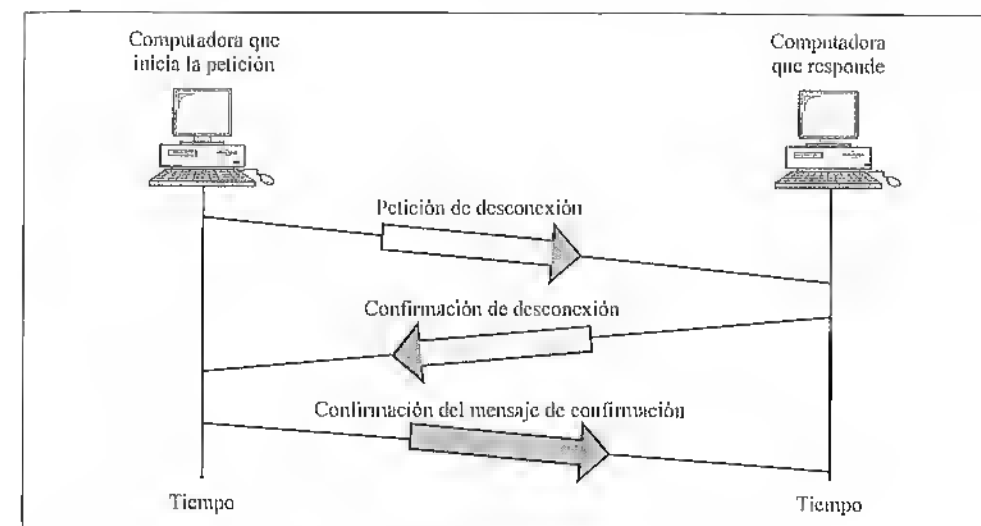 Computadora que
inicia la petición
Computadora
que responde
Petición de desconexión
Confirmación de desconexión
Confirmación del mensaje de confirmación
Tiempo
Tiempo